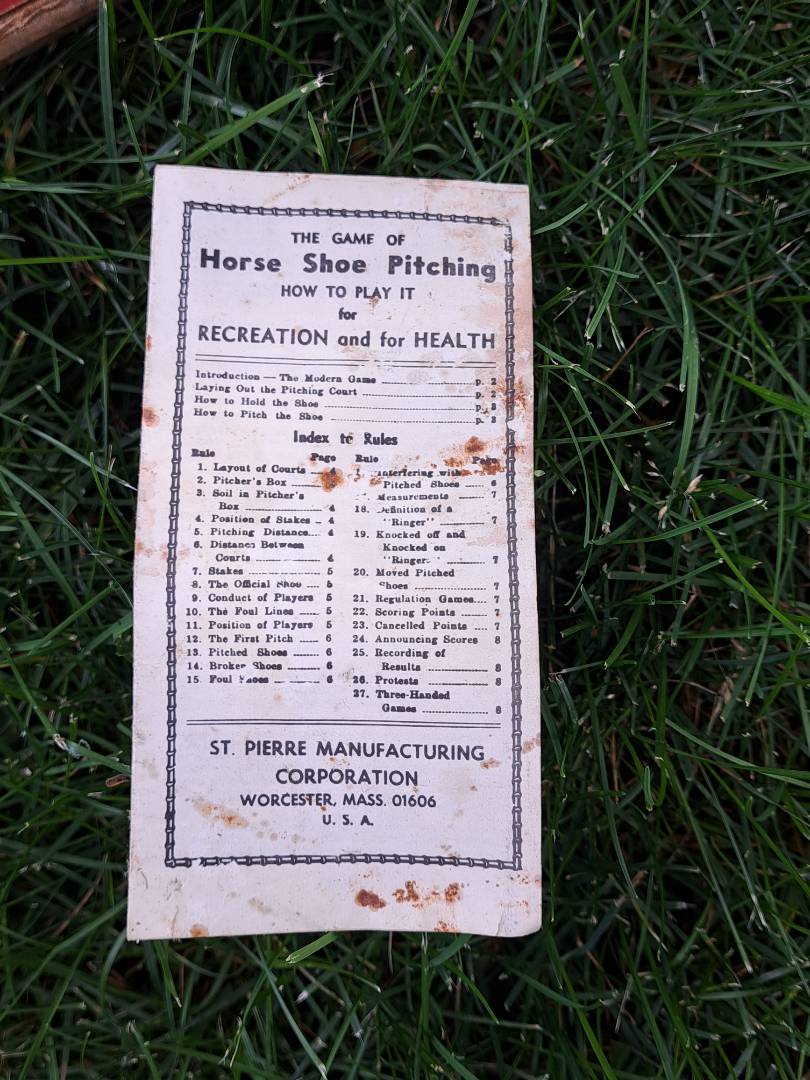 THE GAME OF
Horse Shoe Pitching
HOW TO PLAY IT
for
RECREATION and for HEALTH
Introduction — The Modern Game p. 2
Laying Out the Pitching Court p. 2
How to Hold the Shoe p. 3
How to Pitch the Shoe p. 3
Index to Rules
Rule Page
1. Layout of Courts 4
2. Pitcher's Box
3. Soil in Pitcher's
Box 4
4. Position of Stakes 4
5. Pitching Distance 4
6. Distance Between
Courts 4
7. Stakes 5
8. The Official Shoe 5
9. Conduct of Players 5
10. The Foul Lines 5
11. Position of Players 5
12. The First Pitch 6
13. Pitched Shoes 6
14. Broken Shoes 6
15. Foul Shoes 6
Rule Page
Interfering with
Pitched Shoes 6
Measurements 7
18. Definition of a
"Ringer" 7
19. Knocked off and
Knocked on
"Ringer" 7
20. Moved Pitched
Shoes 7
21. Regulation Games 7
22. Scoring Points 7
23. Cancelled Points 7
24. Announcing Scores 8
25. Recording of
Results 8
26. Protests 8
27. Three-Handed
Games 8
ST. PIERRE MANUFACTURING
CORPORATION
WORCESTER, MASS. 01606
U. S. A.